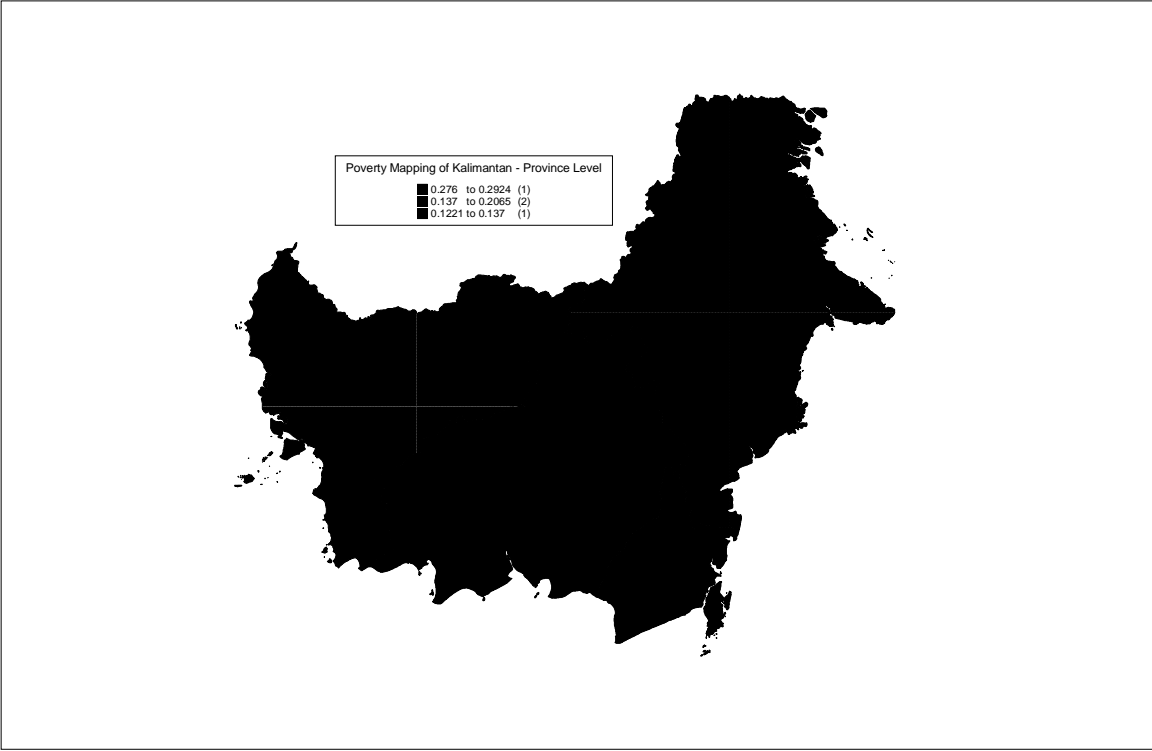 Poverty Mapping of Kalimantan - Province Level
0.276 to 0.2924 (1)
0.137 to 0.2065 (2)
0.1221 to 0.137 (1)